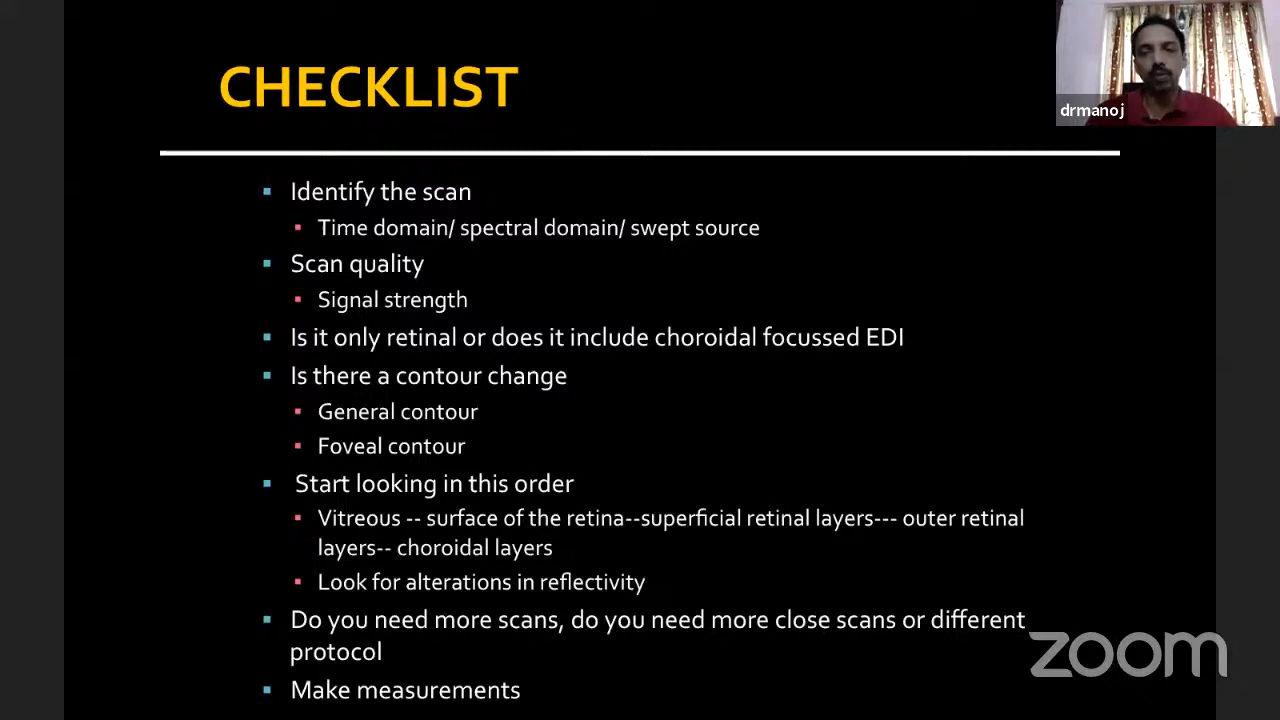 CHECKLIST
drmanoj
Identify the scan
Time domain/ spectral domain/ swept source
Scan quality
Signal strength
Is it only retinal or does it include choroidal focussed EDI
Is there a contour change
General contour
Foveal contour
Start looking in this order
Vitreous -- surface of the retina--superficial retinal layers--- outer retinal
layers-- choroidal layers
Look for alterations in reflectivity
Do you need more scans, do you need more close scans or different
protocol
Make measurements
zoom